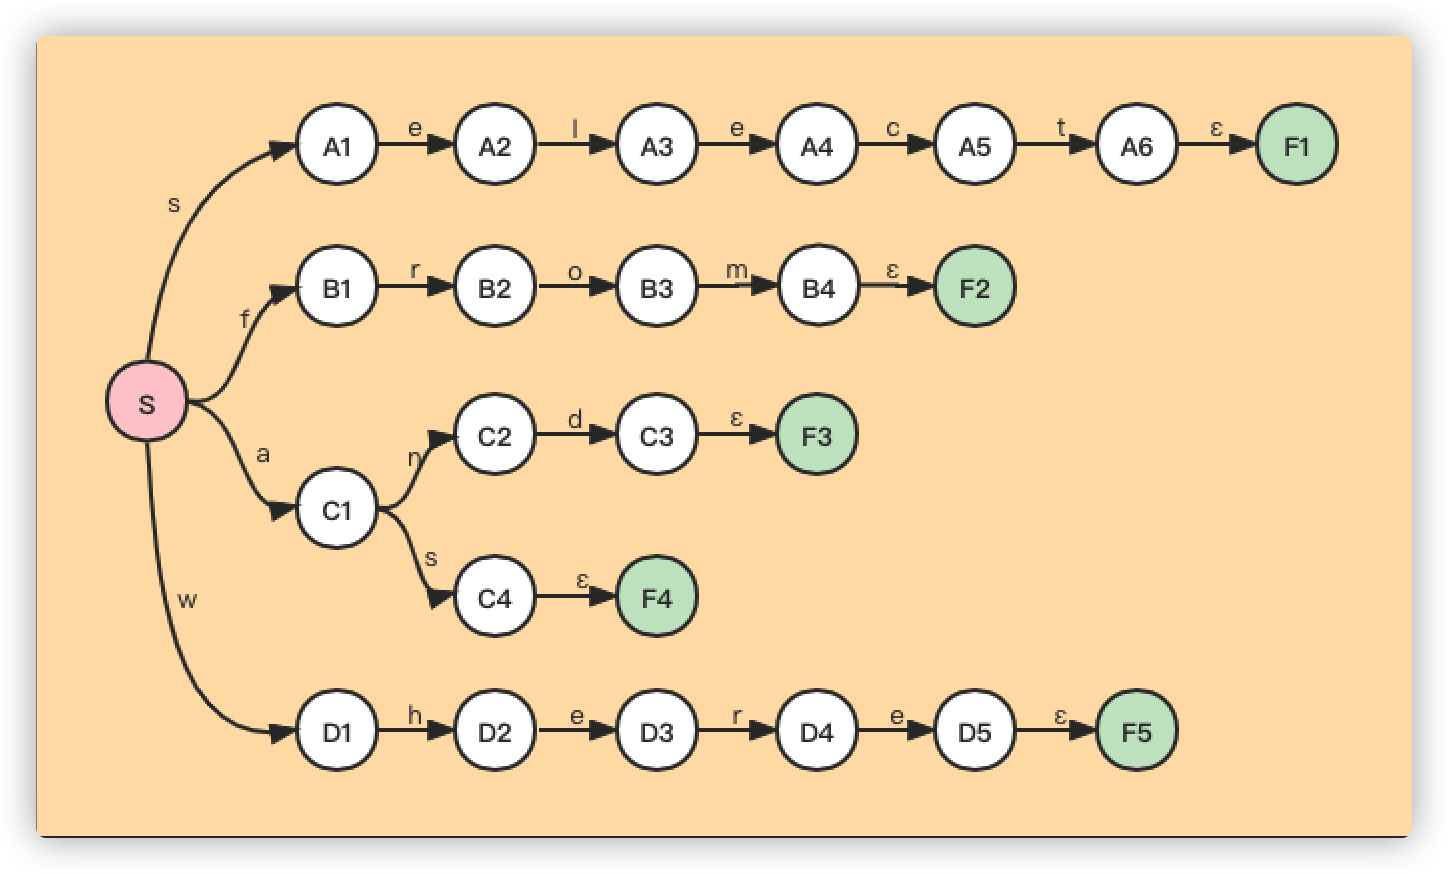 e l e c t ε
A1 A2 A3 A4 A5 A6 F1
s
r o m ε
B1 B2 B3 B4 F2
f
S
d ε
C2 C3 F3
a n
C1
s ε
C4 F4
w
h e r e ε
D1 D2 D3 D4 D5 F5